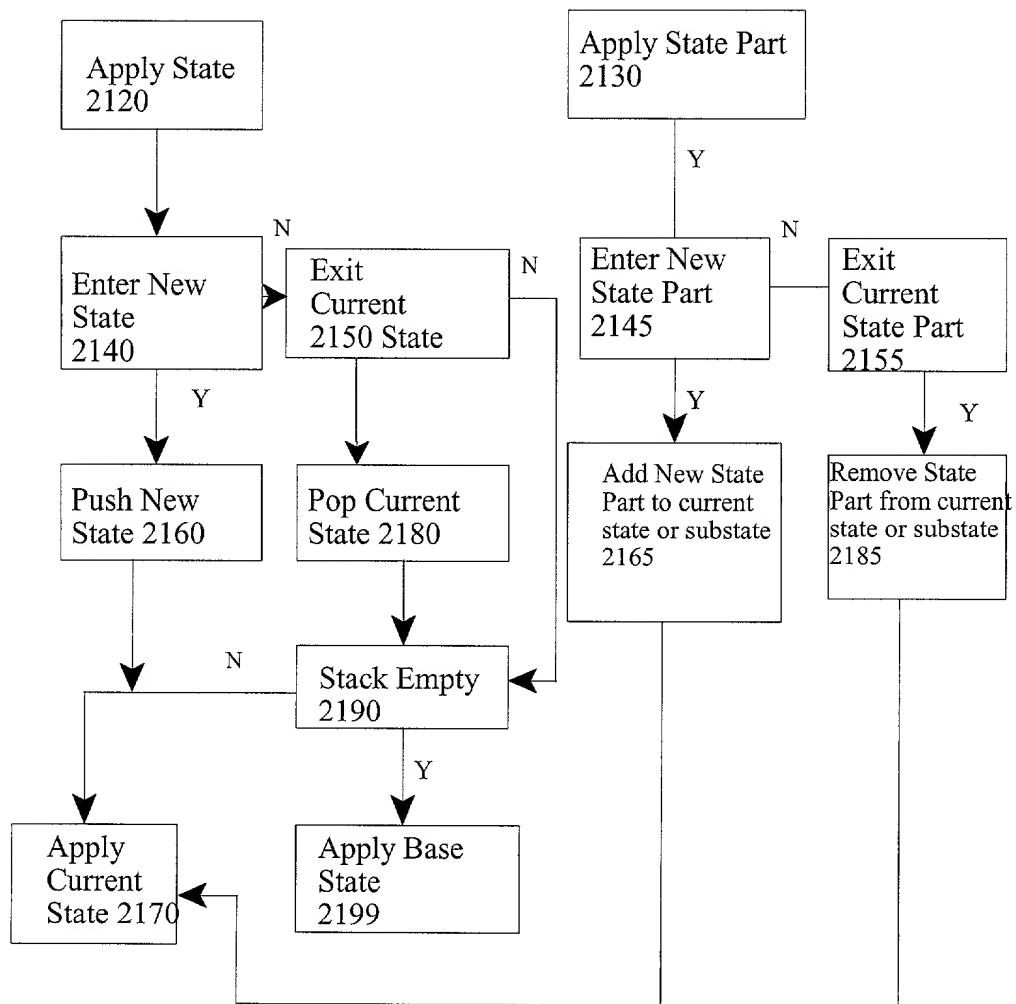 Apply State
2120
Apply State Part
2130
Y
N
N
N
Enter New
State
2140
Exit
Current
2150 State
Enter New
State Part
2145
Exit
Current
State Part
2155
Y
Y
Y
Push New
State 2160
Pop Current
State 2180
Add New State
Part to current
state or substate
2165
Remove State
Part from current
state or substate
2185
N
Stack Empty
2190
Y
Apply
Current
State 2170
Apply Base
State
2199